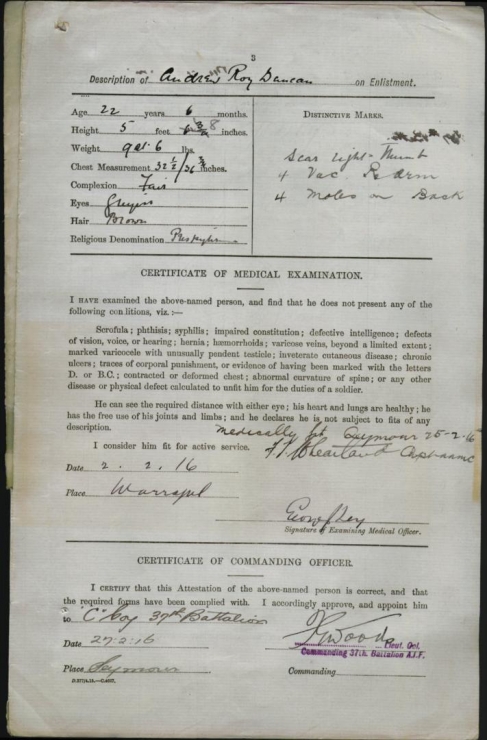 3
Description of Andrew Roy Duncan on Enlistment.
Age 22 years 6 months.
Height 5 feet 8 inches.
Weight 9st. 6 lbs.
Chest Measurement 32 1/2 / 36 inches.
Complexion Fair
Eyes
Hair Brown
Religious Denomination
DISTINCTIVE MARKS.
Scar right Thumb
4 Vac. R arm
4 Moles on Back
CERTIFICATE OF MEDICAL EXAMINATION.
I HAVE examined the above-named person, and find that he does not present any of the
following conditions, viz. :—
Scrofula; phthisis; syphilis; impaired constitution; defective intelligence; defects
of vision, voice, or hearing; hernia; hæmorrhoids; varicose veins, beyond a limited extent;
marked varicocele with unusually pendent testicle; inveterate cutaneous disease; chronic
ulcers; traces of corporal punishment, or evidence of having been marked with the letters
D. or B.C.; contracted or deformed chest; abnormal curvature of spine; or any other
disease or physical defect calculated to unfit him for the duties of a soldier.
He can see the required distance with either eye; his heart and lungs are healthy; he
has the free use of his joints and limbs; and he declares he is not subject to fits of any
description.
Medically fit Seymour 25-2-16
I consider him fit for active service.
Capt AAMC
Date 2.2.16
Place Warragul
Signature of Examining Medical Officer.
CERTIFICATE OF COMMANDING OFFICER.
I CERTIFY that this Attestation of the above-named person is correct, and that
the required forms have been complied with. I accordingly approve, and appoint him
to "C" Coy 37th Battalion
Date 27.2.16
Woods Lieut. Col.
Commanding 37th. Battalion A.I.F.
Place Seymour
Commanding